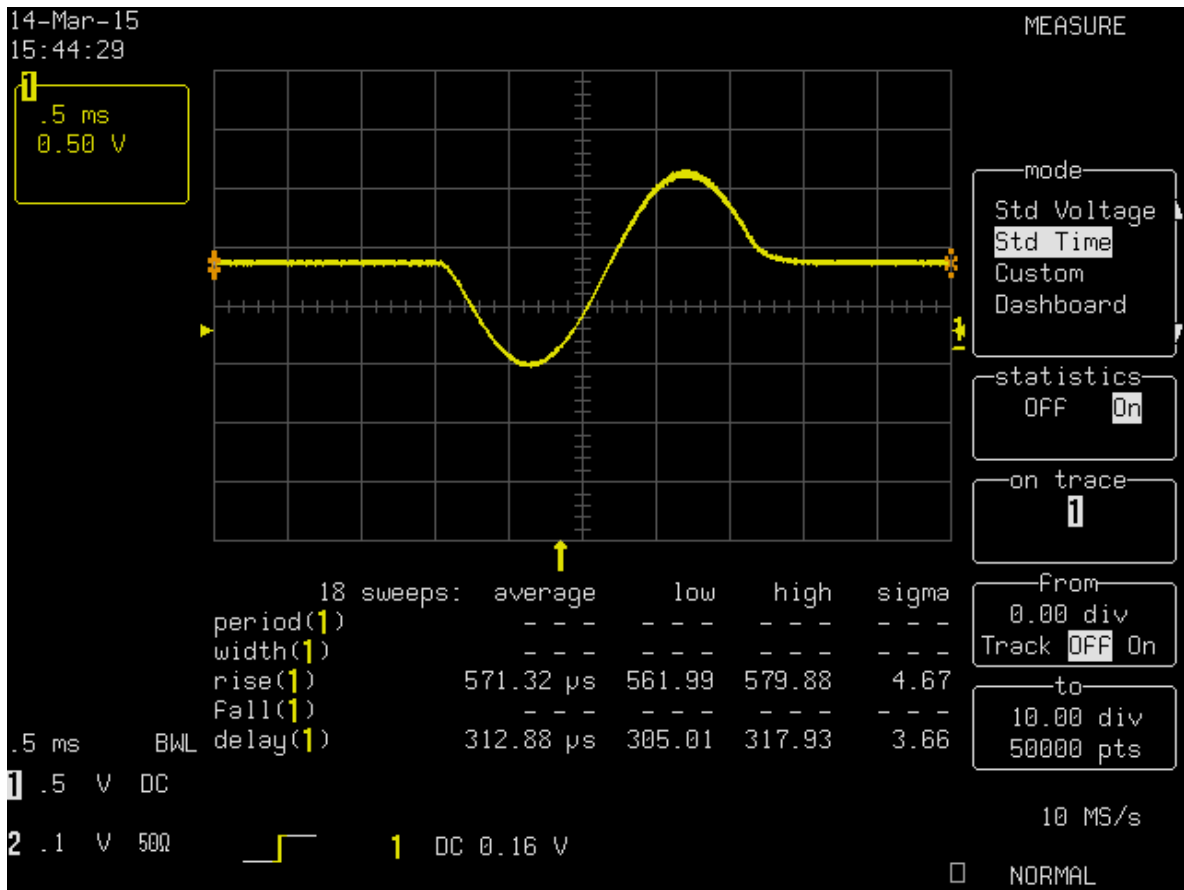 14-Mar-15
15:44:29
MEASURE
1
.5 ms
0.50 V
mode
Std Voltage
Std Time
Custom
Dashboard
1
statistics
OFF On
on trace
1
18 sweeps: average low high sigma
period(1) - - - - - - - - - - - -
width(1) - - - - - - - - - - - -
rise(1) 571.32 µs 561.99 579.88 4.67
fall(1) - - - - - - - - - - - -
delay(1) 312.88 µs 305.01 317.93 3.66
from
0.00 div
Track OFF On
to
10.00 div
50000 pts
.5 ms BWL
1 .5 V DC
2 .1 V 50Ω
1 DC 0.16 V
10 MS/s
NORMAL